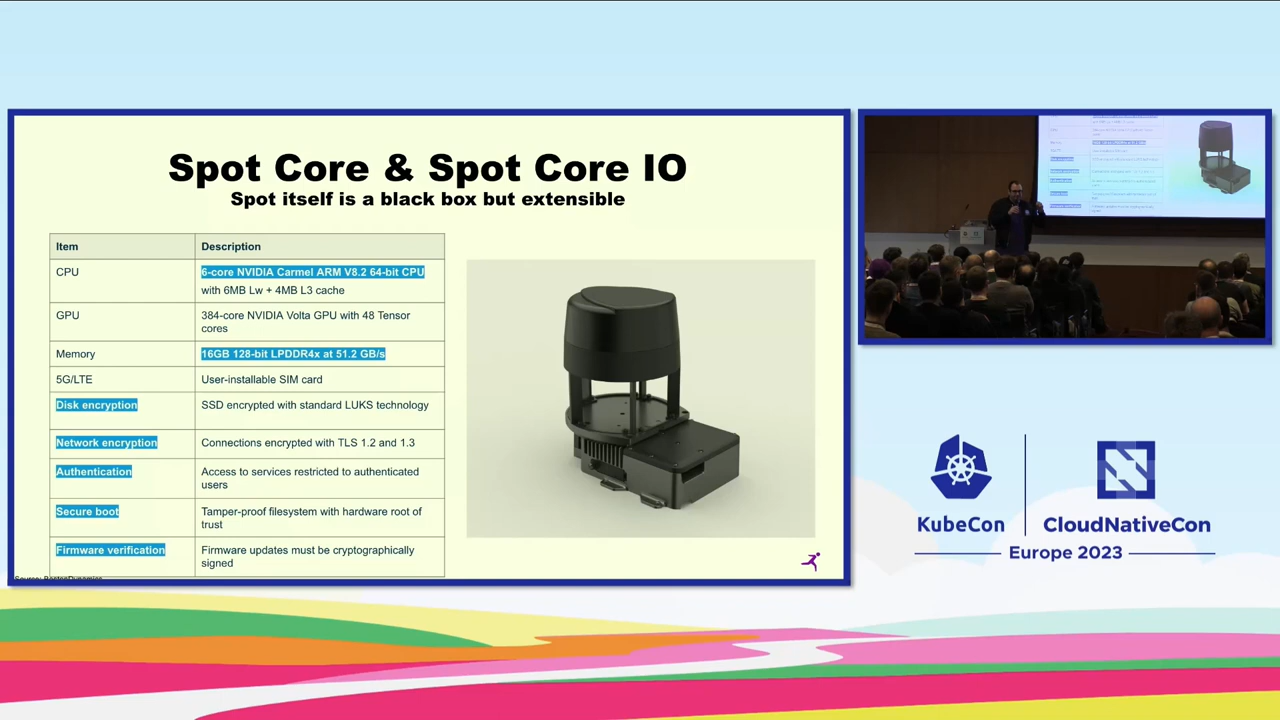 Spot Core & Spot Core IO
Spot itself is a black box but extensible
Item
Description
CPU
6-core NVIDIA Carmel ARM V8.2 64-bit CPU
with 6MB Lw + 4MB L3 cache
GPU
384-core NVIDIA Volta GPU with 48 Tensor
cores
Memory
16GB 128-bit LPDDR4x at 51.2 GB/s
5G/LTE
User-installable SIM card
Disk encryption
SSD encrypted with standard LUKS technology
Network encryption
Connections encrypted with TLS 1.2 and 1.3
Authentication
Access to services restricted to authenticated
users
Secure boot
Tamper-proof filesystem with hardware root of
trust
Firmware verification
Firmware updates must be cryptographically
signed
Source: BostonDynamics
KubeCon
CloudNativeCon
Europe 2023